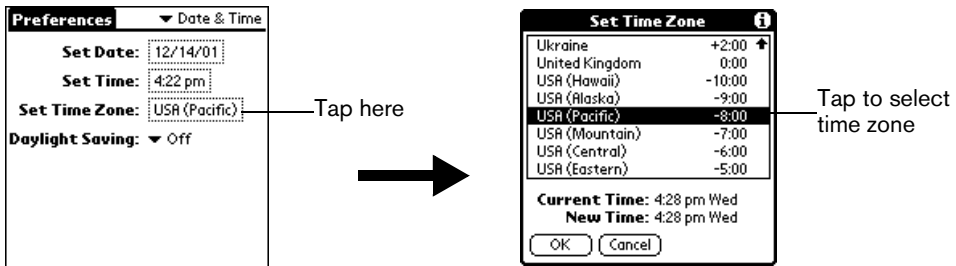 Preferences
Date & Time
Set Date: 12/14/01
Set Time: 4:22 pm
Set Time Zone: USA (Pacific)
Daylight Saving: Off
Tap here
Set Time Zone
i
Ukraine +2:00
United Kingdom 0:00
USA (Hawaii) -10:00
USA (Alaska) -9:00
USA (Pacific) -8:00
USA (Mountain) -7:00
USA (Central) -6:00
USA (Eastern) -5:00
Current Time: 4:28 pm Wed
New Time: 4:28 pm Wed
OK Cancel
Tap to select
time zone